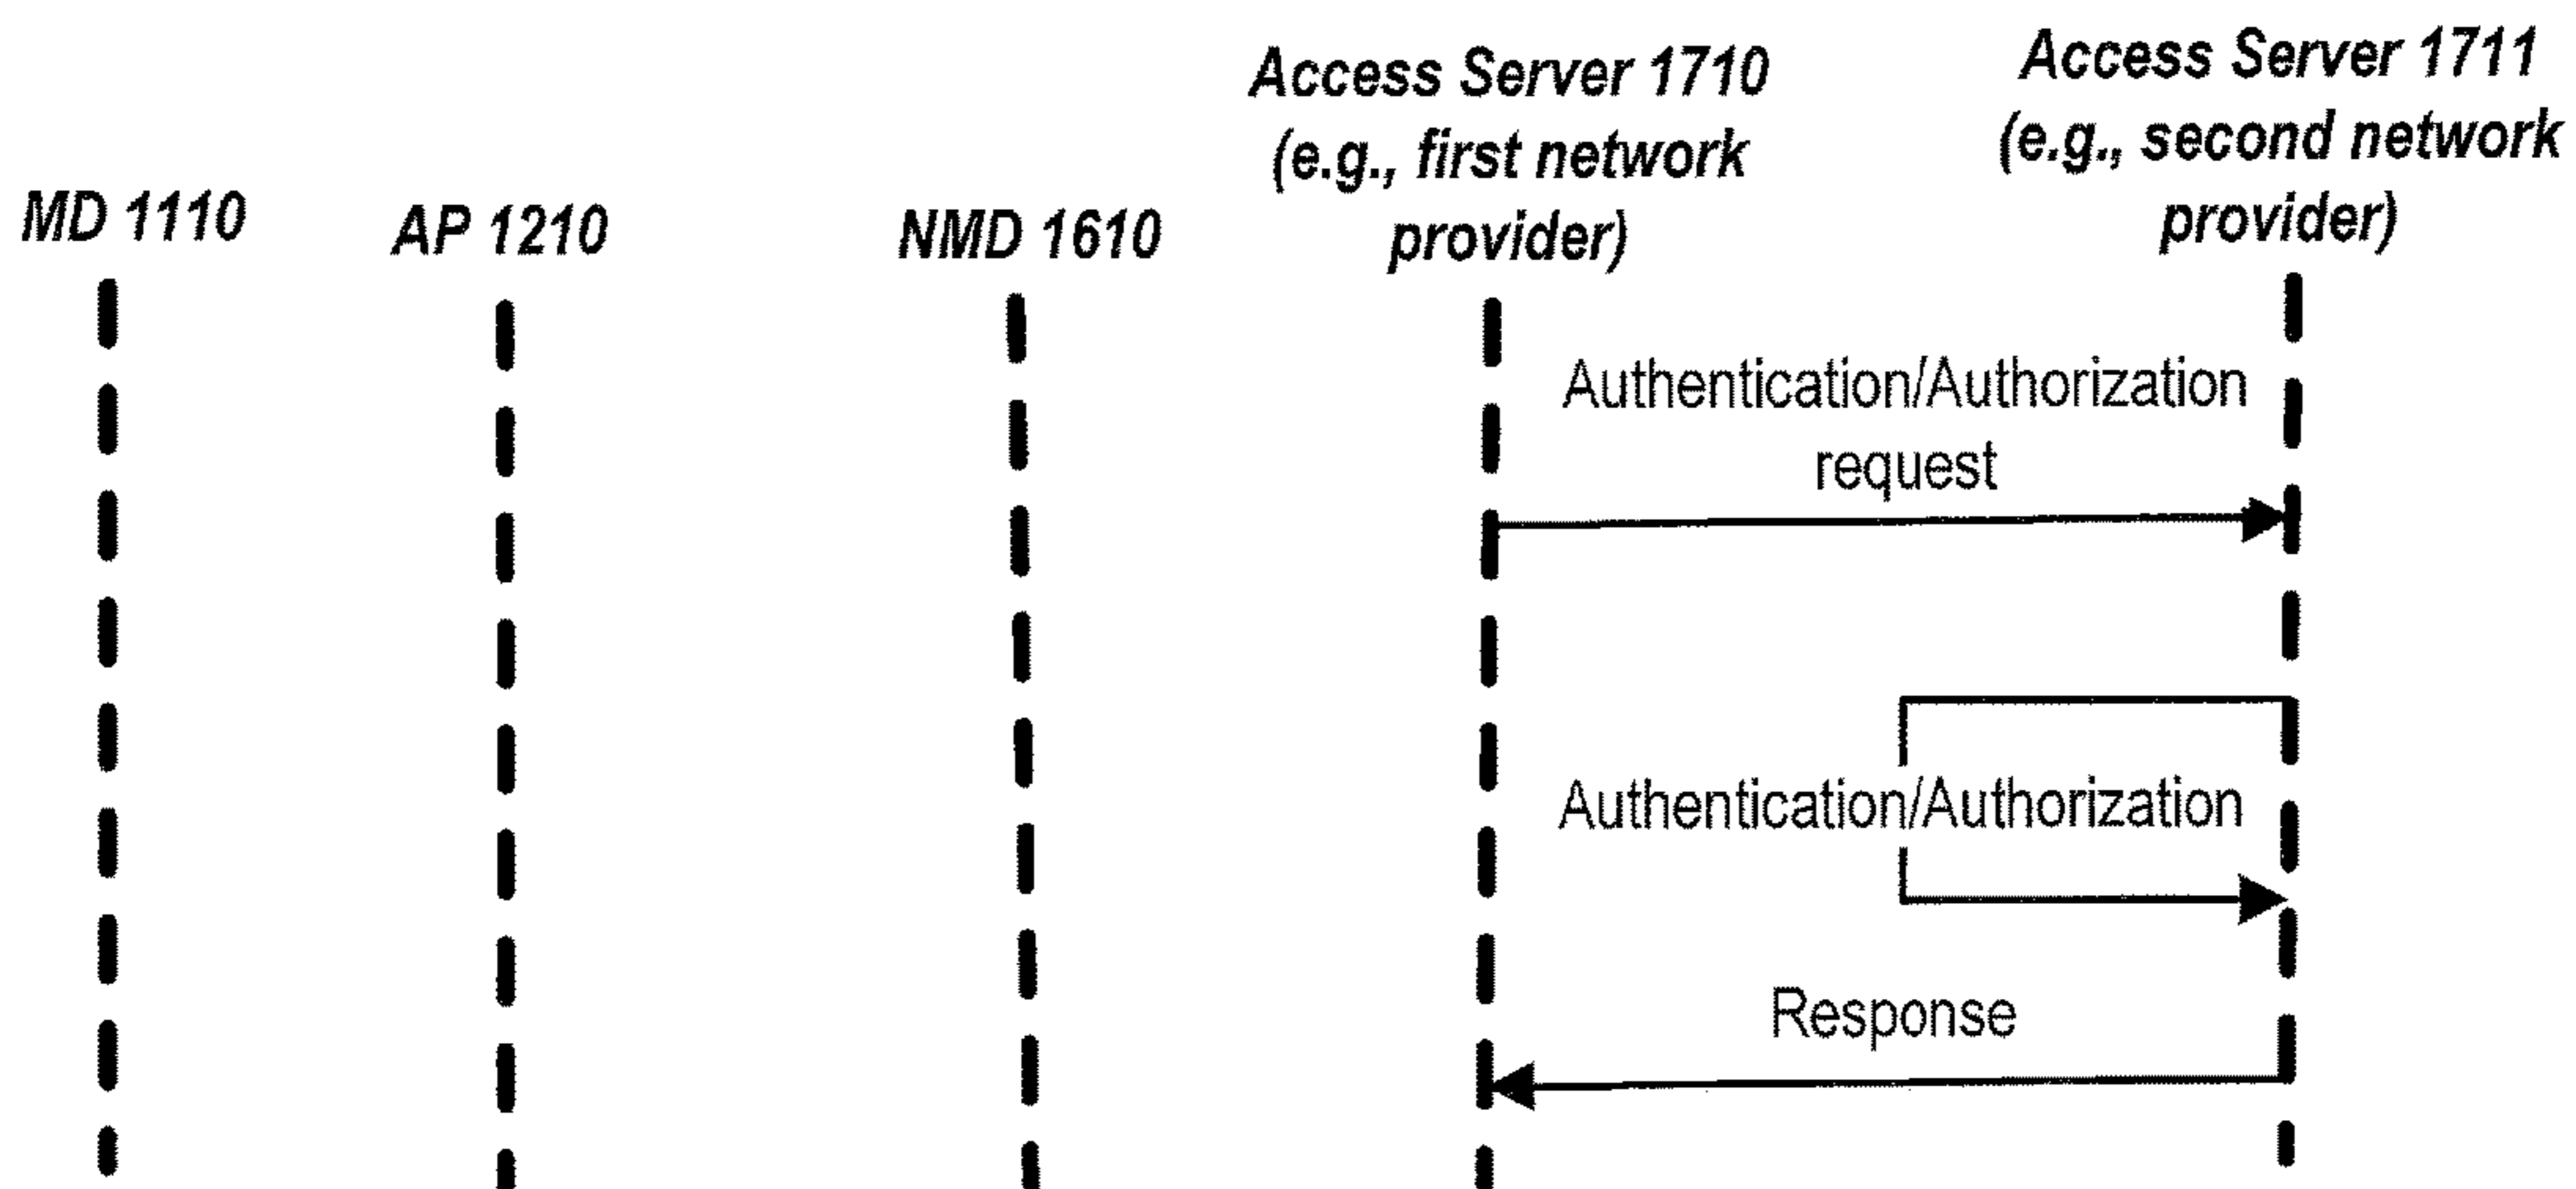 MD 1110
AP 1210
NMD 1610
Access Server 1710
(e.g., first network
provider)
Access Server 1711
(e.g., second network
provider)
Authentication/Authorization
request
Authentication/Authorization
Response